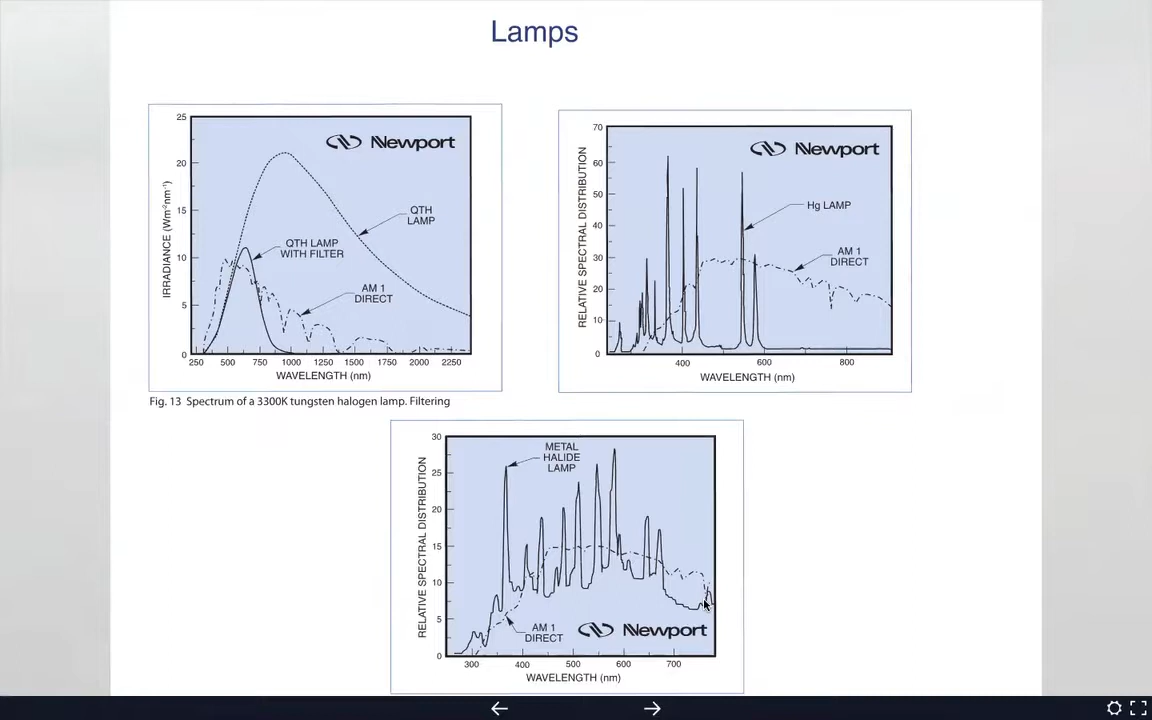 Lamps
25
20
15
10
5
0
IRRADIANCE (Wm⁻²nm⁻¹)
Newport
QTH
LAMP
QTH LAMP
WITH FILTER
AM 1
DIRECT
250 500 750 1000 1250 1500 1750 2000 2250
WAVELENGTH (nm)
Fig. 13 Spectrum of a 3300K tungsten halogen lamp. Filtering
70
60
50
40
30
20
10
0
RELATIVE SPECTRAL DISTRIBUTION
Newport
Hg LAMP
AM 1
DIRECT
400 600 800
WAVELENGTH (nm)
30
25
20
15
10
5
0
RELATIVE SPECTRAL DISTRIBUTION
METAL
HALIDE
LAMP
AM 1
DIRECT
Newport
300 400 500 600 700
WAVELENGTH (nm)